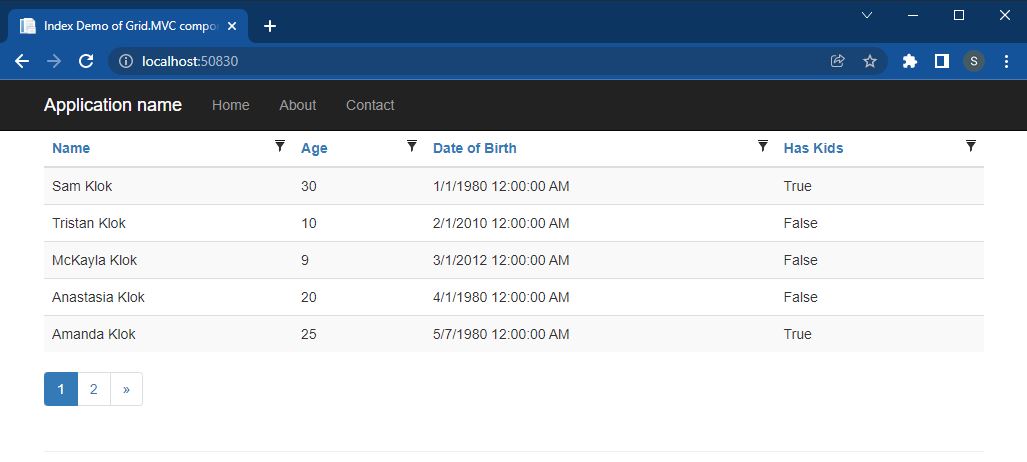 Index Demo of Grid.MVC compo
localhost:50830
S
Application name Home About Contact
Name Age Date of Birth Has Kids
Sam Klok 30 1/1/1980 12:00:00 AM True
Tristan Klok 10 2/1/2010 12:00:00 AM False
McKayla Klok 9 3/1/2012 12:00:00 AM False
Anastasia Klok 20 4/1/1980 12:00:00 AM False
Amanda Klok 25 5/7/1980 12:00:00 AM True
1 2 »